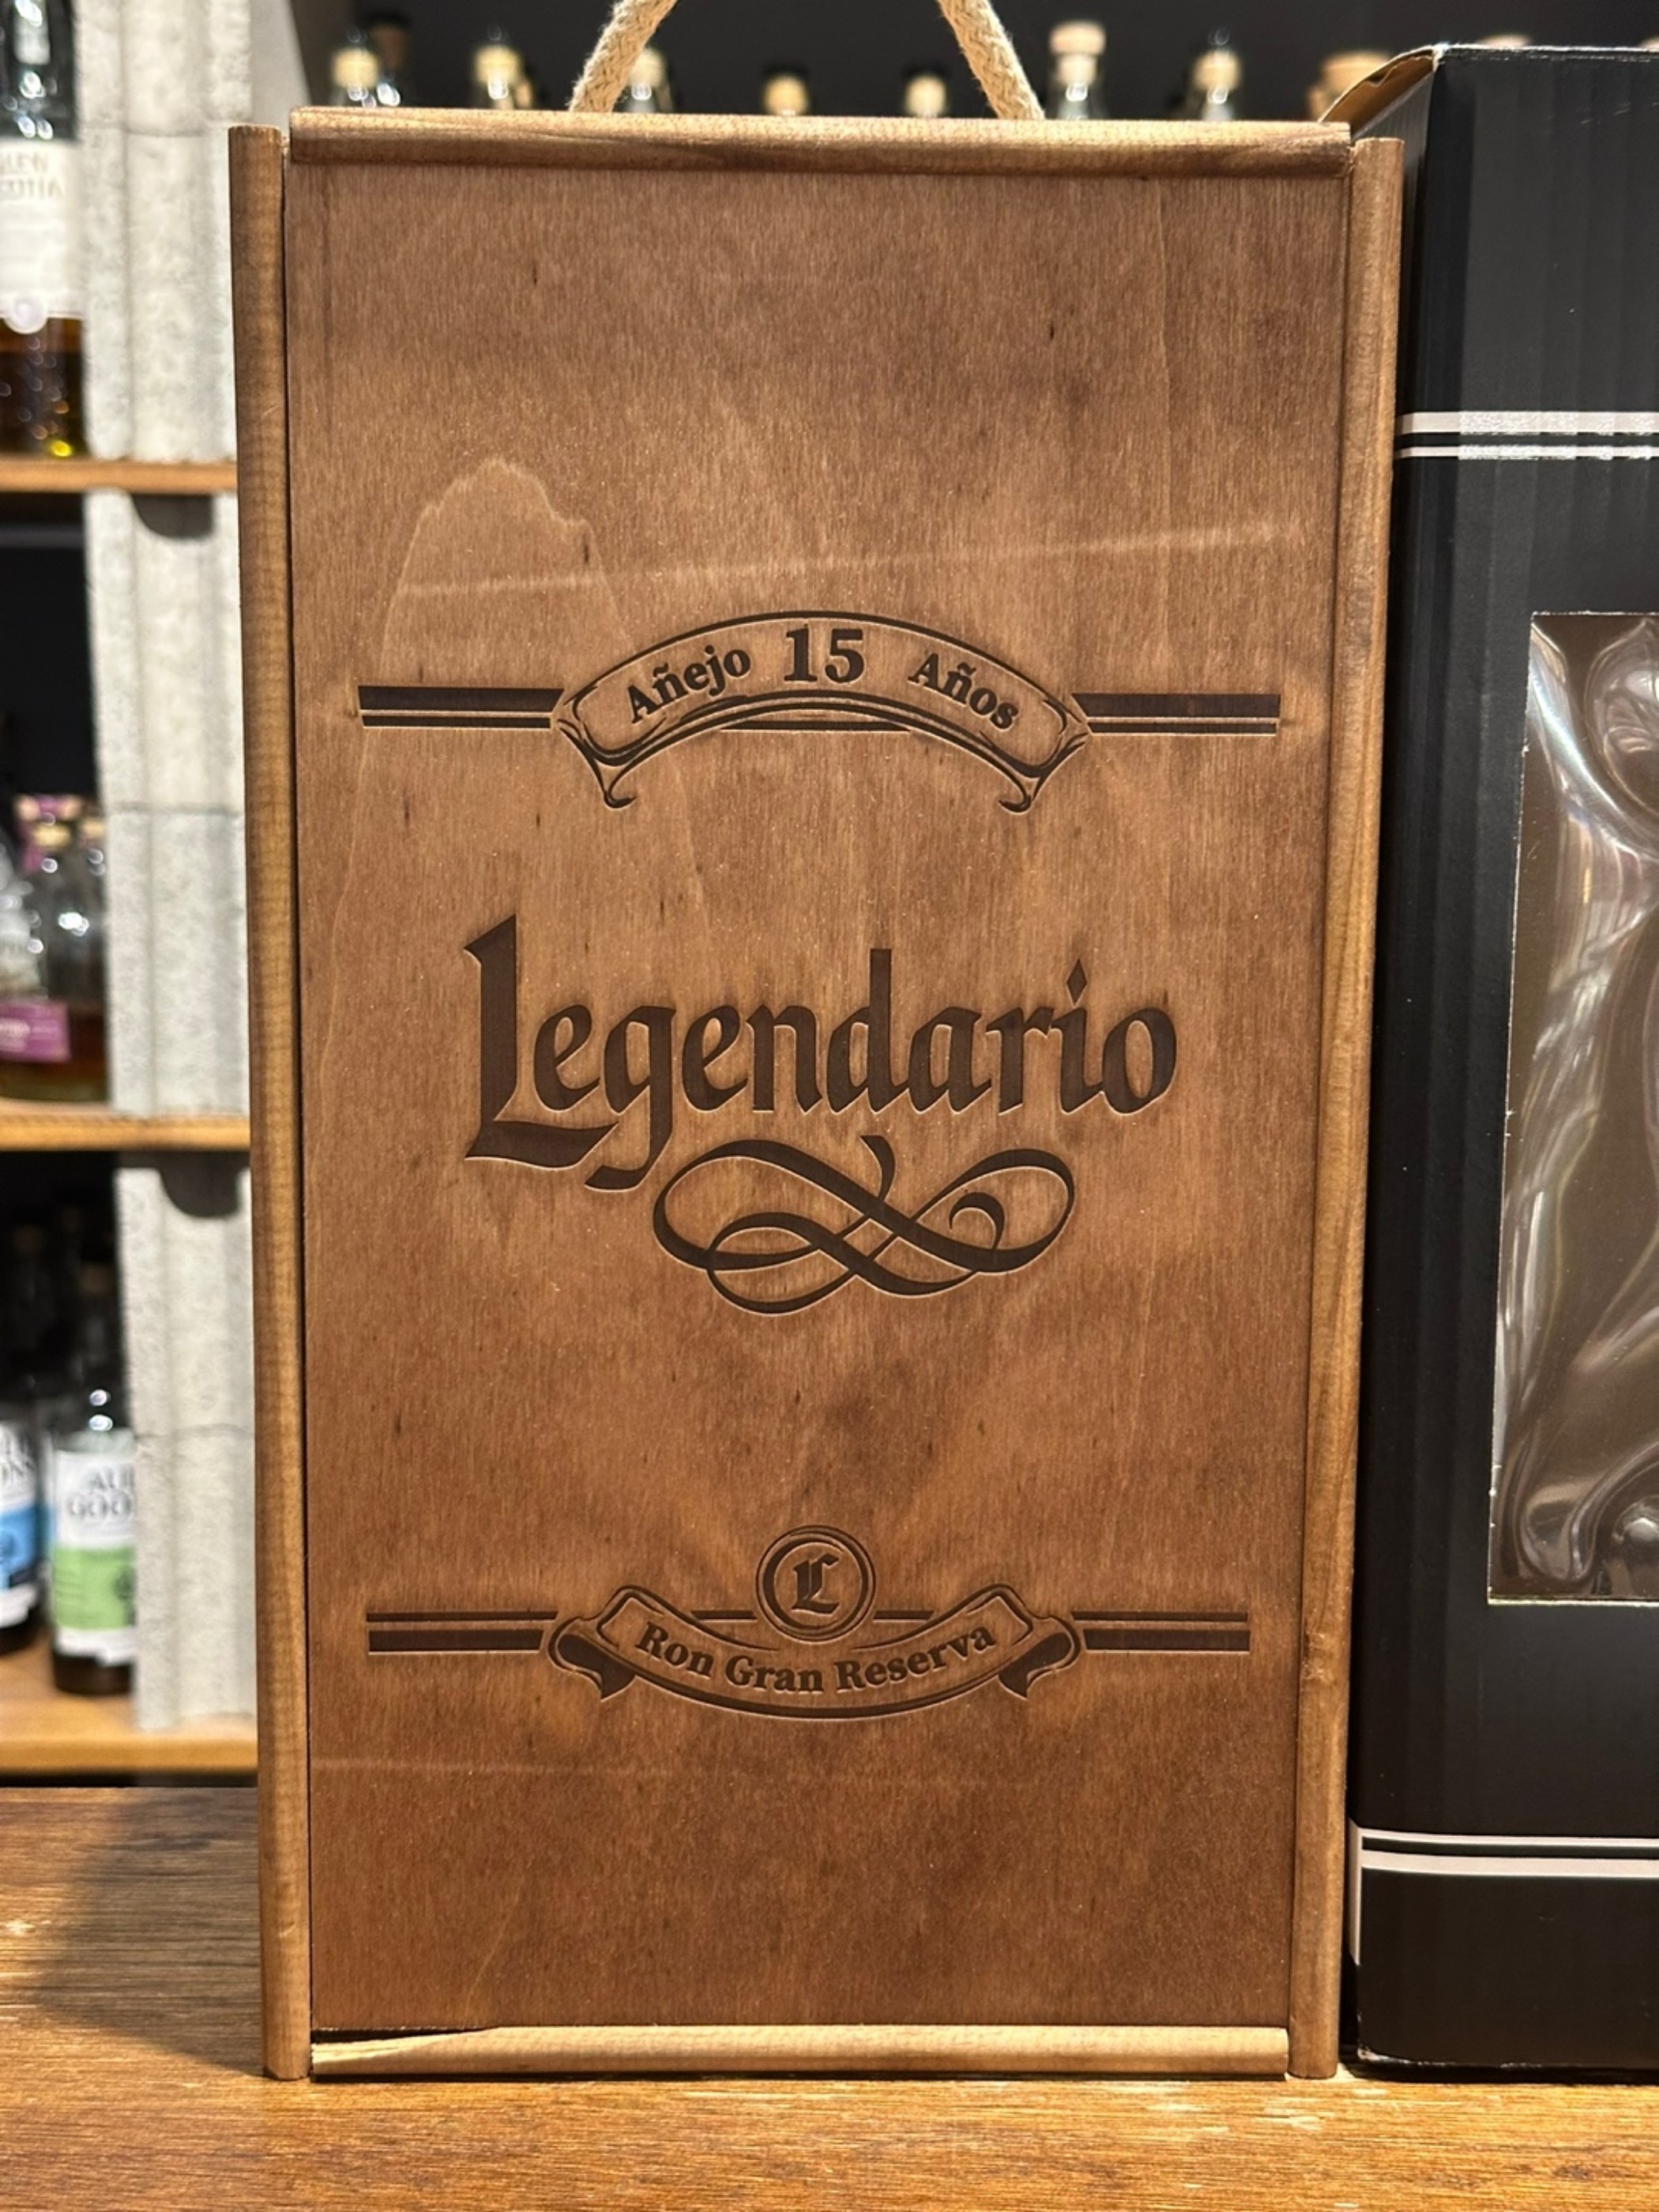 Añejo 15 Años
Legendario
L
Ron Gran Reserva